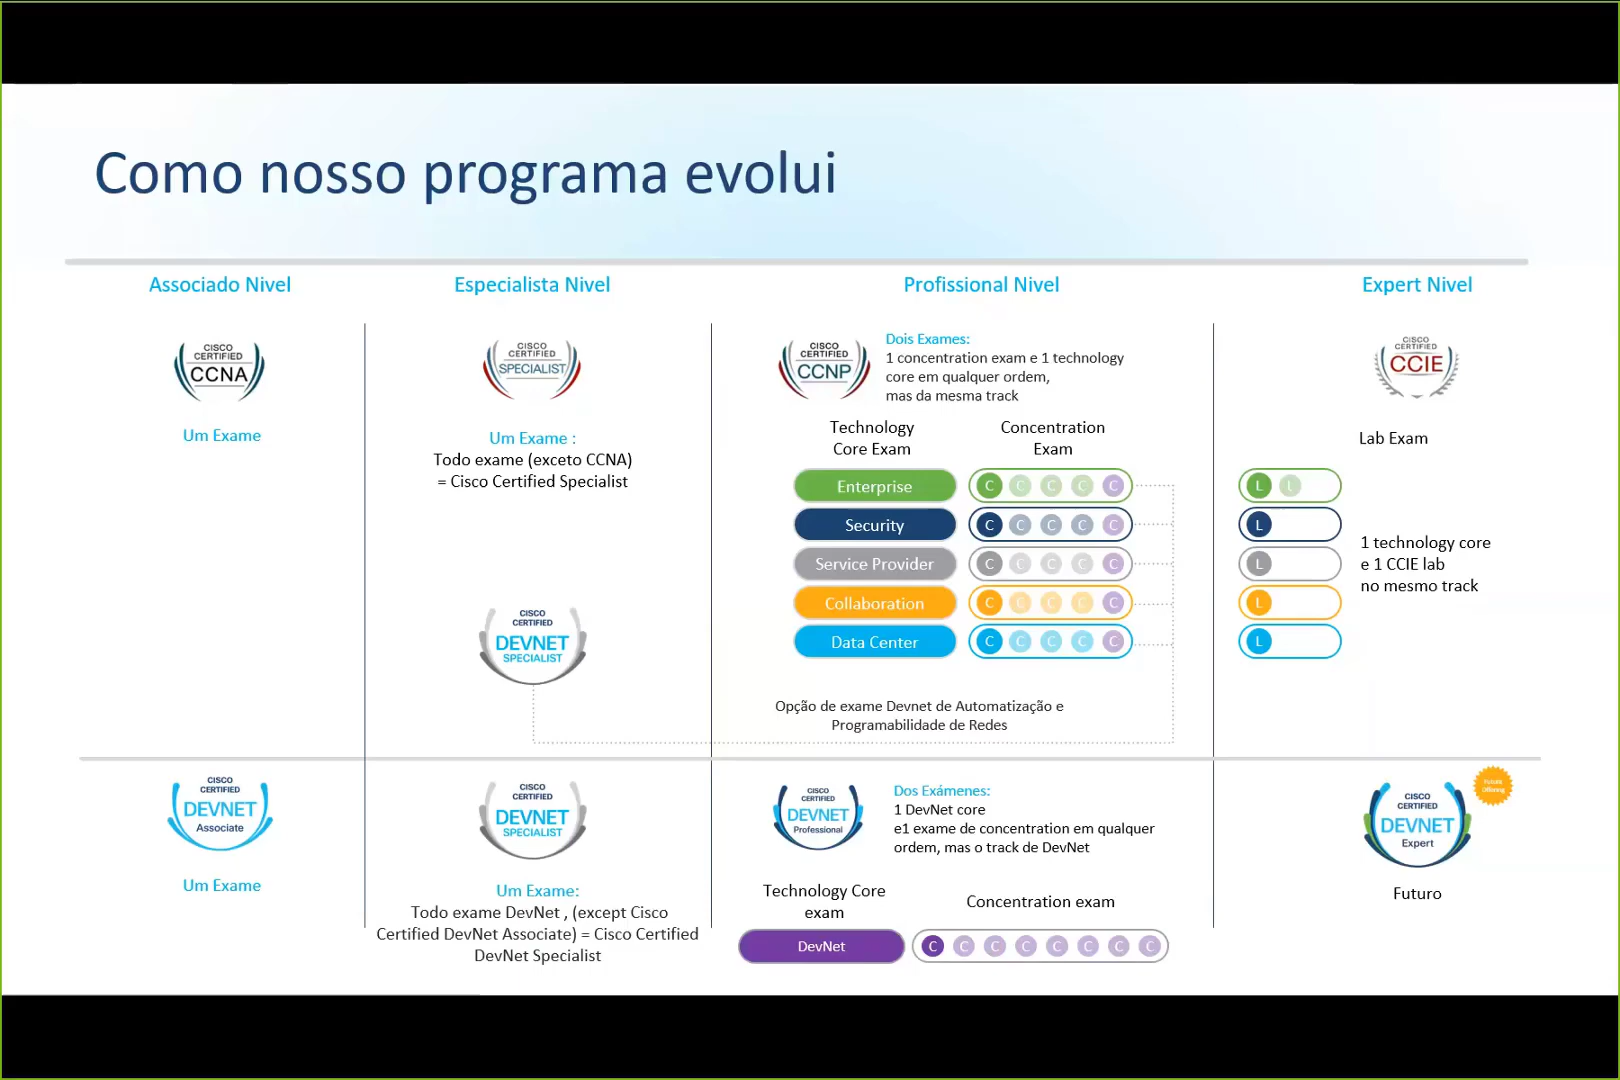 Como nosso programa evolui
Associado Nivel
Especialista Nivel
Profissional Nivel
Expert Nivel
CISCO
CERTIFIED
CCNA
Um Exame
CISCO
CERTIFIED
SPECIALIST
Um Exame :
Todo exame (exceto CCNA)
= Cisco Certified Specialist
CISCO
CERTIFIED
DEVNET
SPECIALIST
CISCO
CERTIFIED
CCNP
Dois Exames:
1 concentration exam e 1 technology
core em qualquer ordem,
mas da mesma track
Technology
Core Exam
Concentration
Exam
Enterprise
C C C C C
Security
C C C C C
Service Provider
C C C C C
Collaboration
C C C C C
Data Center
C C C C C
Opção de exame Devnet de Automatização e
Programabilidade de Redes
CISCO
CERTIFIED
CCIE
Lab Exam
L L
L
L
L
L
1 technology core
e 1 CCIE lab
no mesmo track
CISCO
CERTIFIED
DEVNET
Associate
Um Exame
CISCO
CERTIFIED
DEVNET
SPECIALIST
Um Exame:
Todo exame DevNet , (except Cisco
Certified DevNet Associate) = Cisco Certified
DevNet Specialist
CISCO
CERTIFIED
DEVNET
Professional
Dos Exámenes:
1 DevNet core
e1 exame de concentration em qualquer
ordem, mas o track de DevNet
Technology Core
exam
Concentration exam
DevNet
C C C C C C C C
Future
Offering
CISCO
CERTIFIED
DEVNET
Expert
Futuro